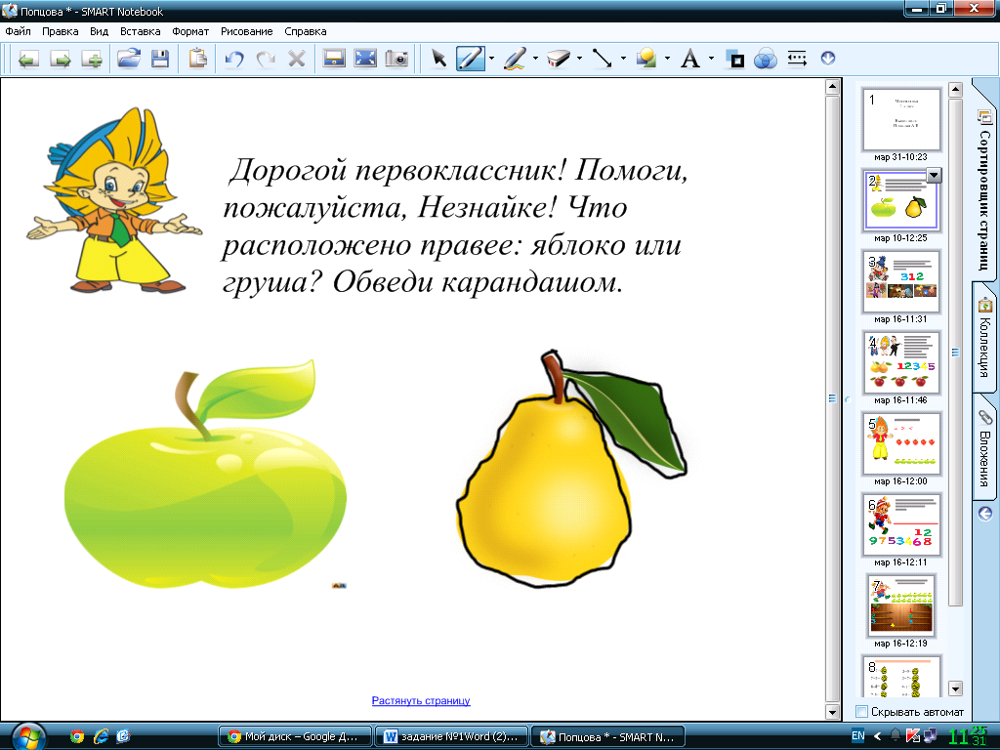 Попцова * - SMART Notebook
Файл Правка Вид Вставка Формат Рисование Справка
Дорогой первоклассник! Помоги,
пожалуйста, Незнайке! Что
расположено правее: яблоко или
груша? Обведи карандашом.
Растянуть страницу
1
мар 31-10:23
2
мар 10-12:25
3
312
мар 16-11:31
4
12345
мар 16-11:46
5
мар 16-12:00
6
12
9753468
мар 16-12:11
7
мар 16-12:19
8
Скрывать автомат
Сортировщик страниц
Коллекция
Вложения
Мой диск – Google Д...
задание №1Word (2)...
Попцова * - SMART N...
EN
11 25
31